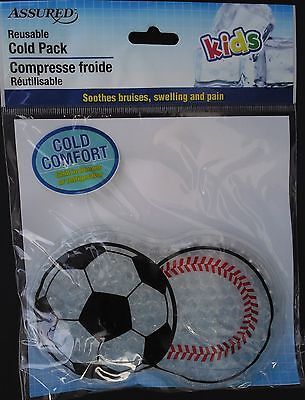 ASSURED
Reusable
Cold Pack
Compresse froide
Réutilisable
kids
Soothes bruises, swelling and pain
COLD
COMFORT